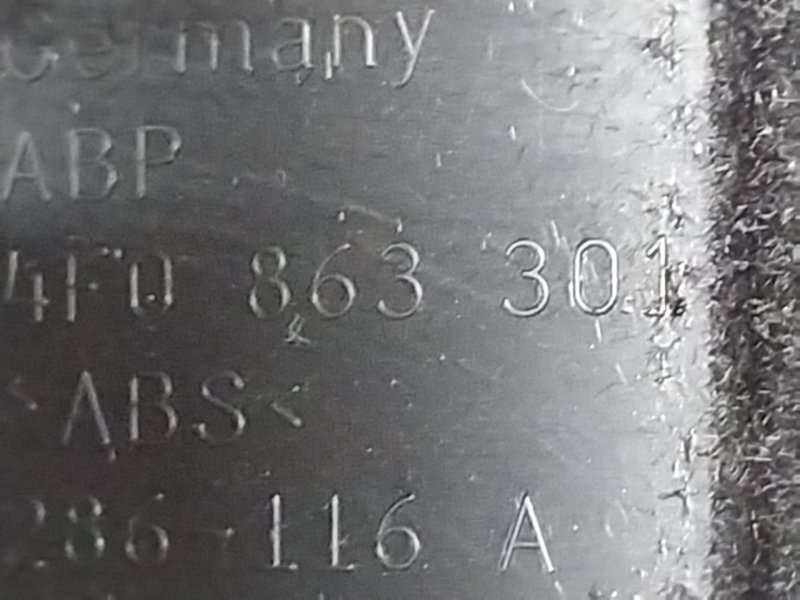 Germany
ABP
4F0 863 301
>ABS<
286-116 A